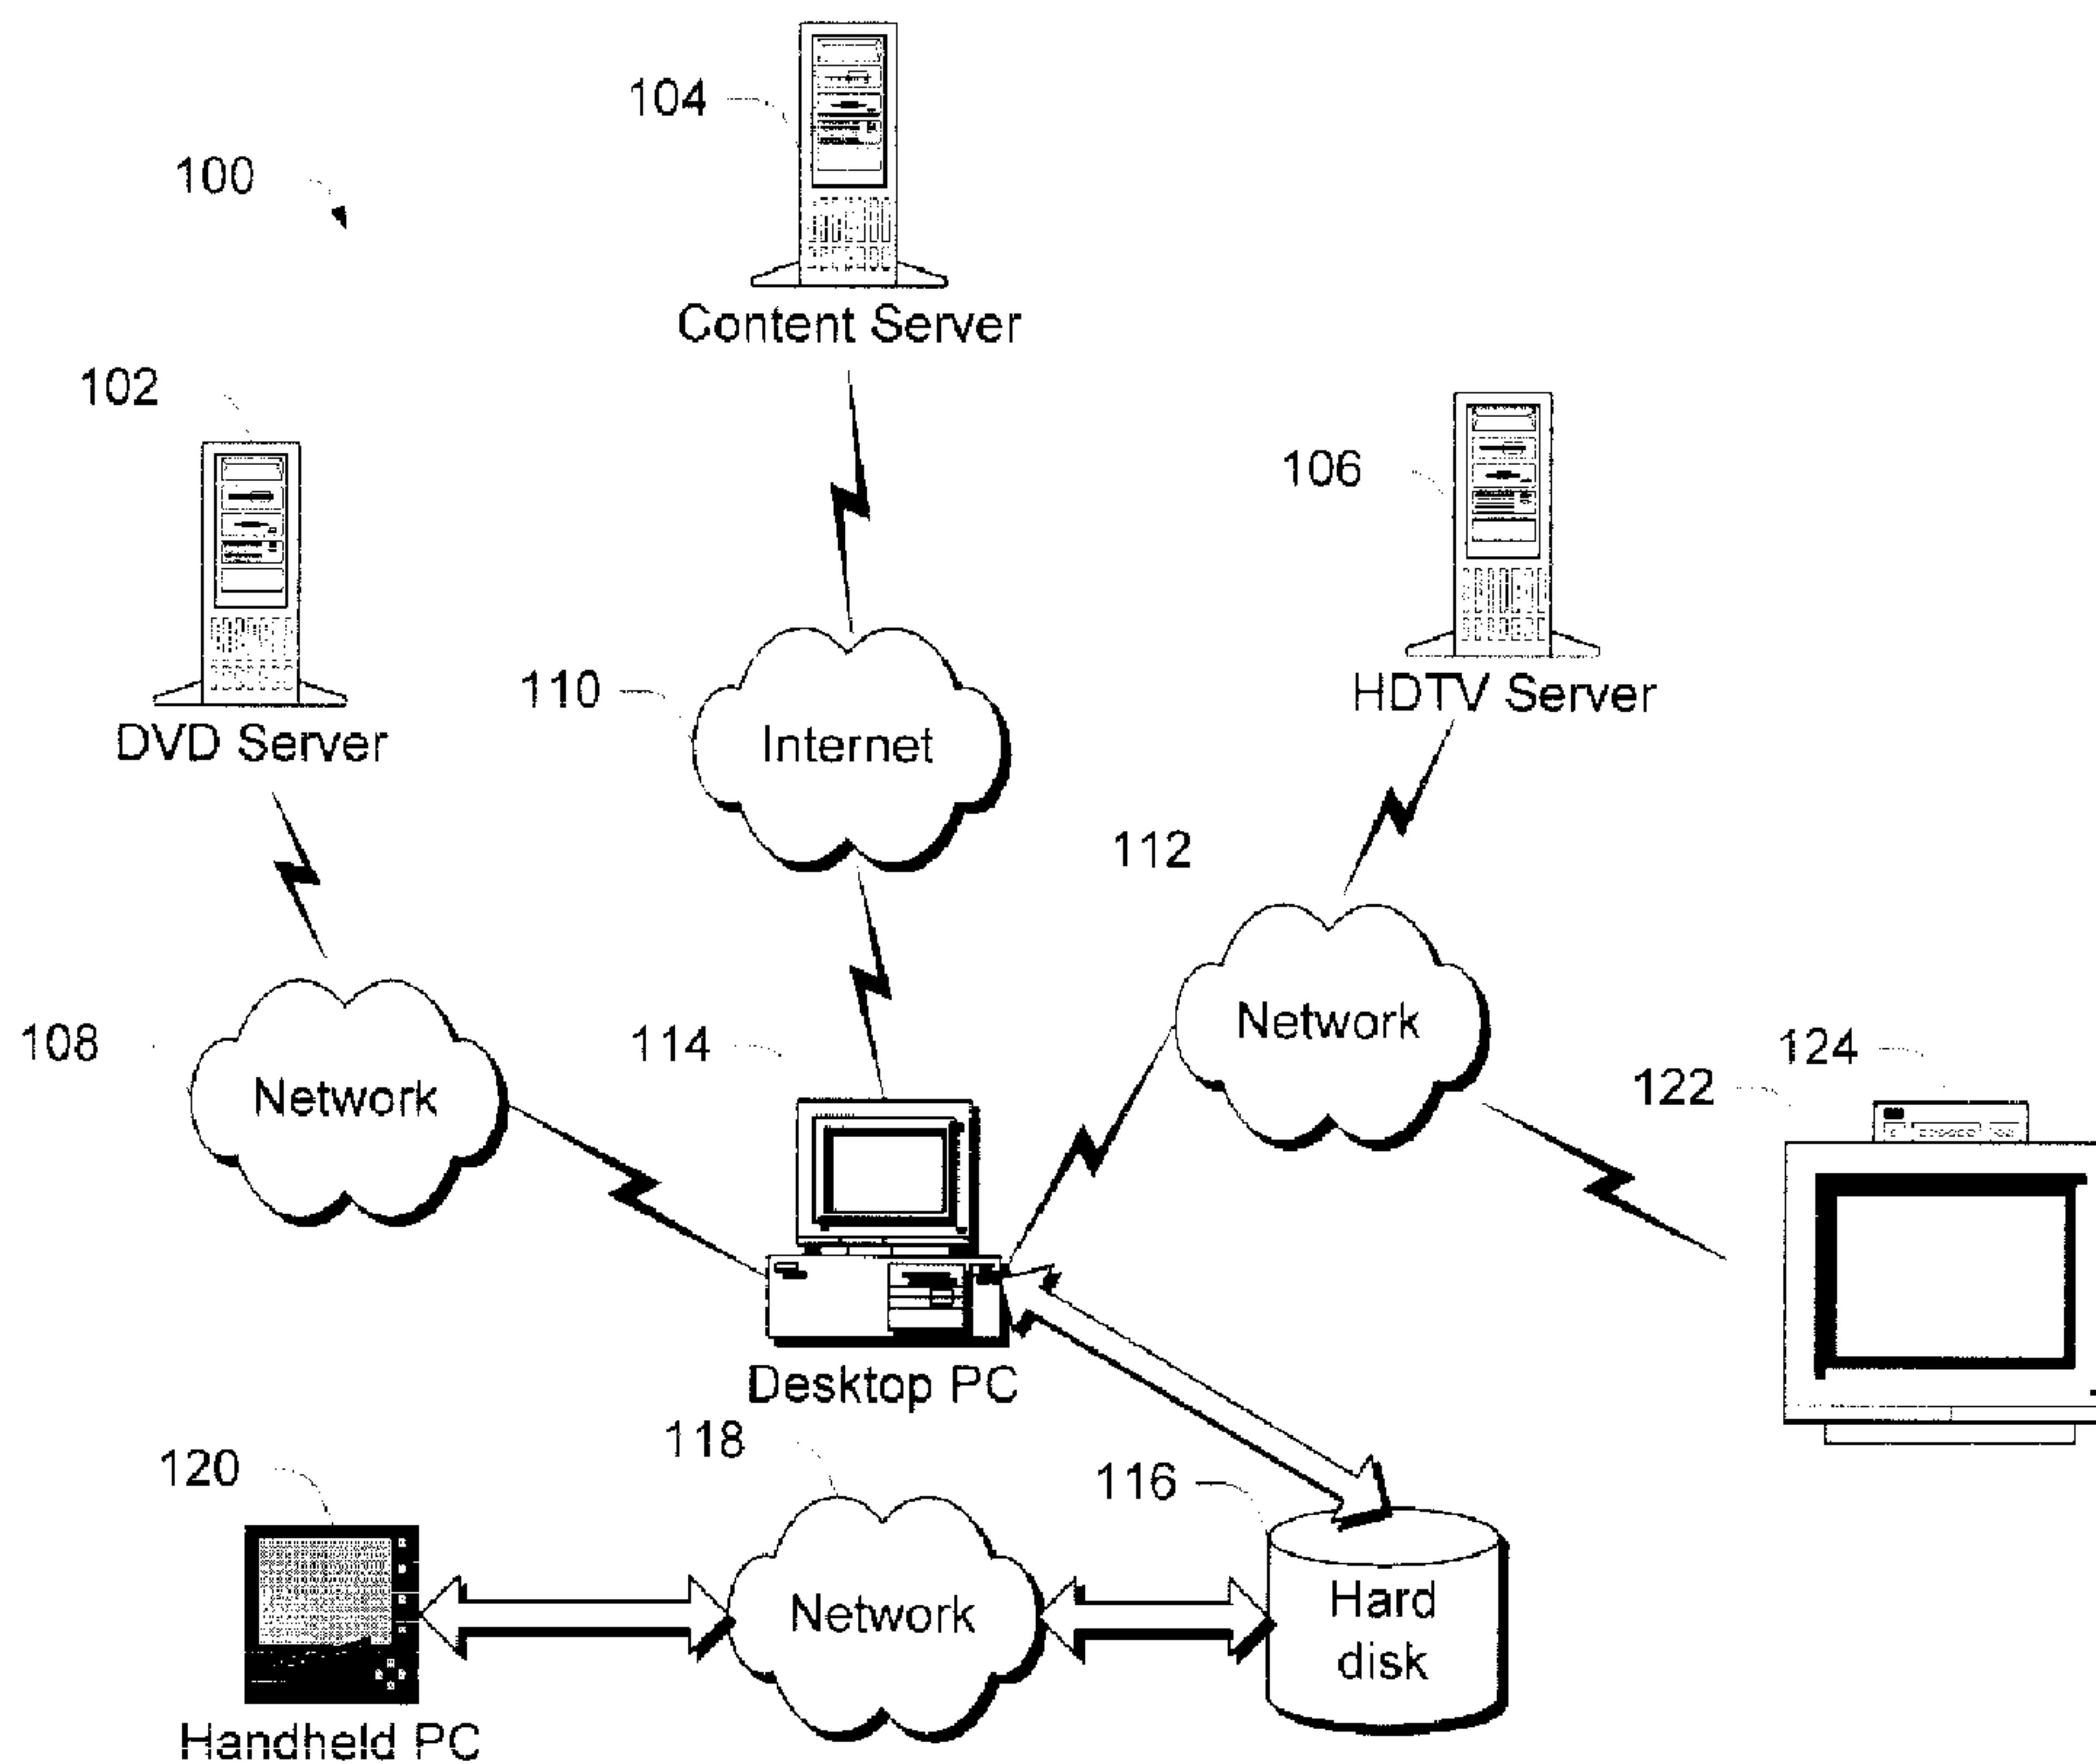 104
100
Content Server
102
106
110
HDTV Server
DVD Server
Internet
112
108
114
Network
124
122
Network
Desktop PC
118
120
116
Network
Hard
disk
Handheld PC